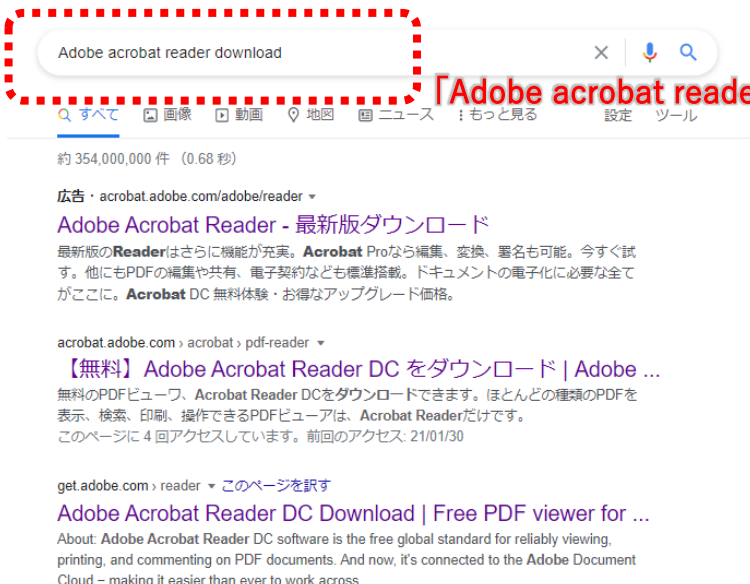 Adobe acrobat reader download
「Adobe acrobat reade
すべて 画像 動画 地図 ニュース もっと見る 設定 ツール
約 354,000,000 件 (0.68 秒)
広告・acrobat.adobe.com/adobe/reader
Adobe Acrobat Reader - 最新版ダウンロード
最新版のReaderはさらに機能が充実。Acrobat Proなら編集、変換、署名も可能。今すぐ試
す。他にもPDFの編集や共有、電子契約なども標準搭載。ドキュメントの電子化に必要な全て
がここに。Acrobat DC 無料体験・お得なアップグレード価格。
acrobat.adobe.com › acrobat › pdf-reader
【無料】Adobe Acrobat Reader DC をダウンロード | Adobe ...
無料のPDFビューワ、Acrobat Reader DCをダウンロードできます。ほとんどの種類のPDFを
表示、検索、印刷、操作できるPDFビューアは、Acrobat Readerだけです。
このページに 4 回アクセスしています。前回のアクセス: 21/01/30
get.adobe.com › reader このページを訳す
Adobe Acrobat Reader DC Download | Free PDF viewer for ...
About: Adobe Acrobat Reader DC software is the free global standard for reliably viewing,
printing, and commenting on PDF documents. And now, it's connected to the Adobe Document
Cloud − making it easier than ever to work across